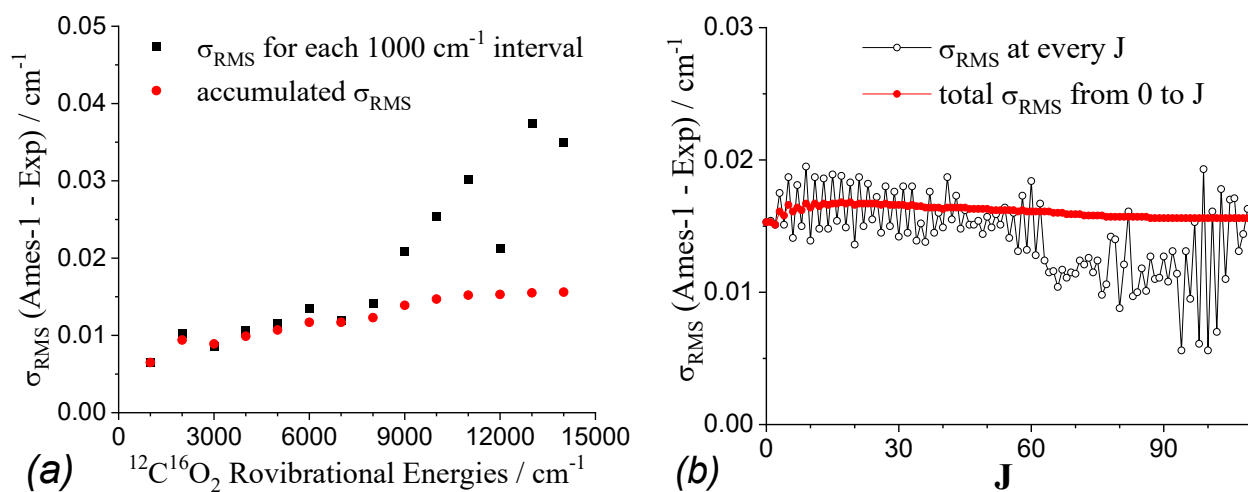 0.05
0.04
0.03
0.02
0.01
0.00
σRMS (Ames-1 - Exp) / cm⁻¹
σRMS for each 1000 cm⁻¹ interval
accumulated σRMS
0 3000 6000 9000 12000 15000
¹²C¹⁶O₂ Rovibrational Energies / cm⁻¹
(a)
0.03
0.02
0.01
0.00
σRMS (Ames-1 - Exp) / cm⁻¹
σRMS at every J
total σRMS from 0 to J
0 30 60 90
J
(b)